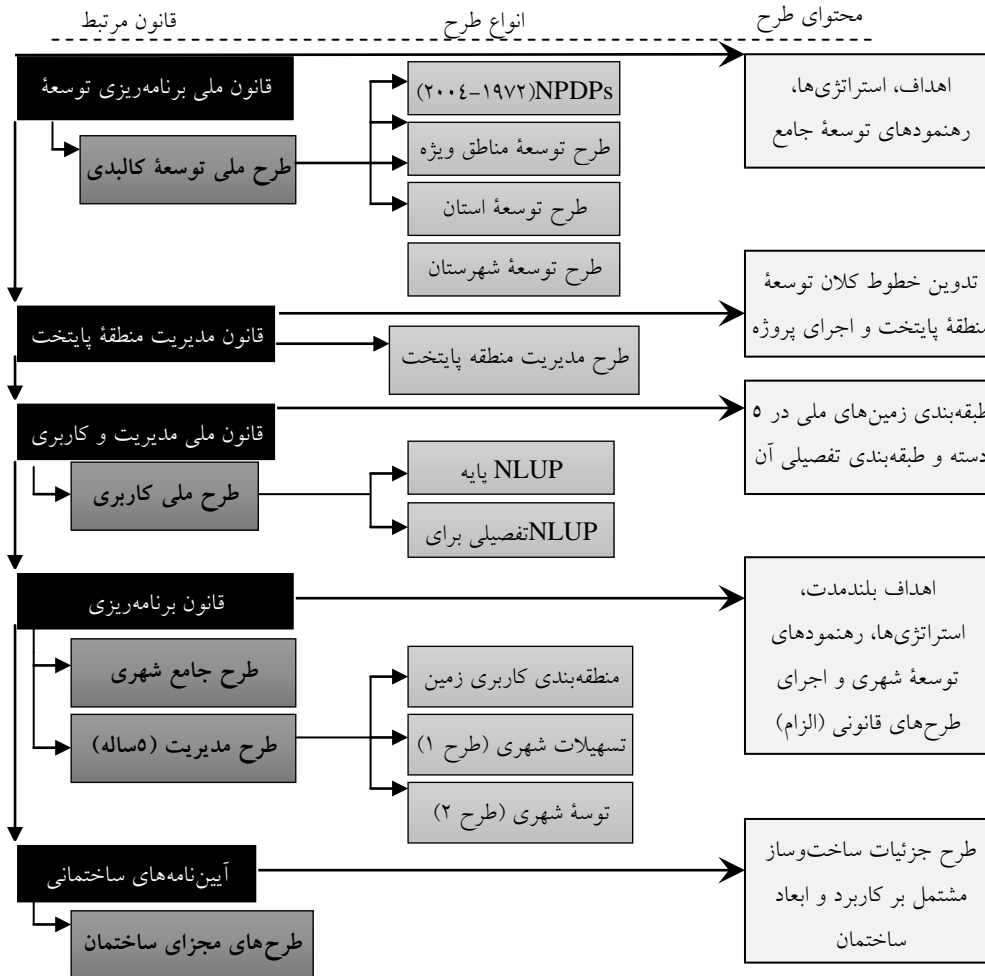 محتوای طرح
انواع طرح
قانون مرتبط
قانون ملی برنامه‌ریزی توسعهٔ
طرح ملی توسعهٔ کالبدی
NPDPs(۱۹۷۲-۲۰۰٤)
طرح توسعهٔ مناطق ویژه
طرح توسعهٔ استان
طرح توسعهٔ شهرستان
اهداف، استراتژی‌ها،
رهنمودهای توسعهٔ جامع
قانون مدیریت منطقهٔ پایتخت
طرح مدیریت منطقه پایتخت
تدوین خطوط کلان توسعهٔ
منطقهٔ پایتخت و اجرای پروژه
قانون ملی مدیریت و کاربری
طرح ملی کاربری
NLUP پایه
NLUPتفصیلی برای
طبقه‌بندی زمین‌های ملی در ٥
دسته و طبقه‌بندی تفصیلی آن
قانون برنامه‌ریزی
طرح جامع شهری
طرح مدیریت (٥ساله)
منطقه‌بندی کاربری زمین
تسهیلات شهری (طرح ۱)
توسهٔ شهری (طرح ۲)
اهداف بلندمدت،
استراتژی‌ها، رهنمودهای
توسعهٔ شهری و اجرای
طرح‌های قانونی (الزام)
آیین‌نامه‌های ساختمانی
طرح‌های مجزای ساختمان
طرح جزئیات ساخت‌وساز
مشتمل بر کاربرد و ابعاد
ساختمان